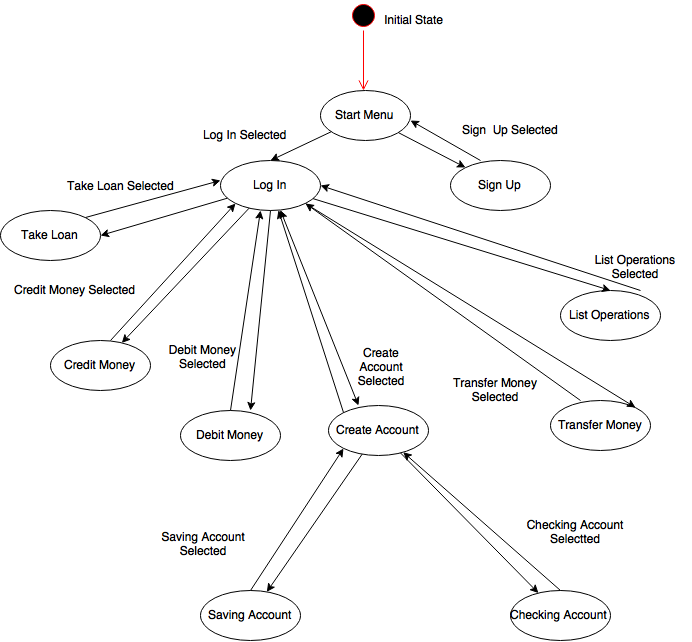 Initial State
Start Menu
Log In Selected
Sign  Up Selected
Log In
Sign Up
Take Loan Selected
Take Loan
List Operations
Selected
Credit Money Selected
List Operations
Debit Money
Selected
Create
Account
Selected
Credit Money
Transfer Money
Selected
Debit Money
Create Account
Transfer Money
Saving Account
Selected
Checking Account
Selectted
Saving Account
Checking Account